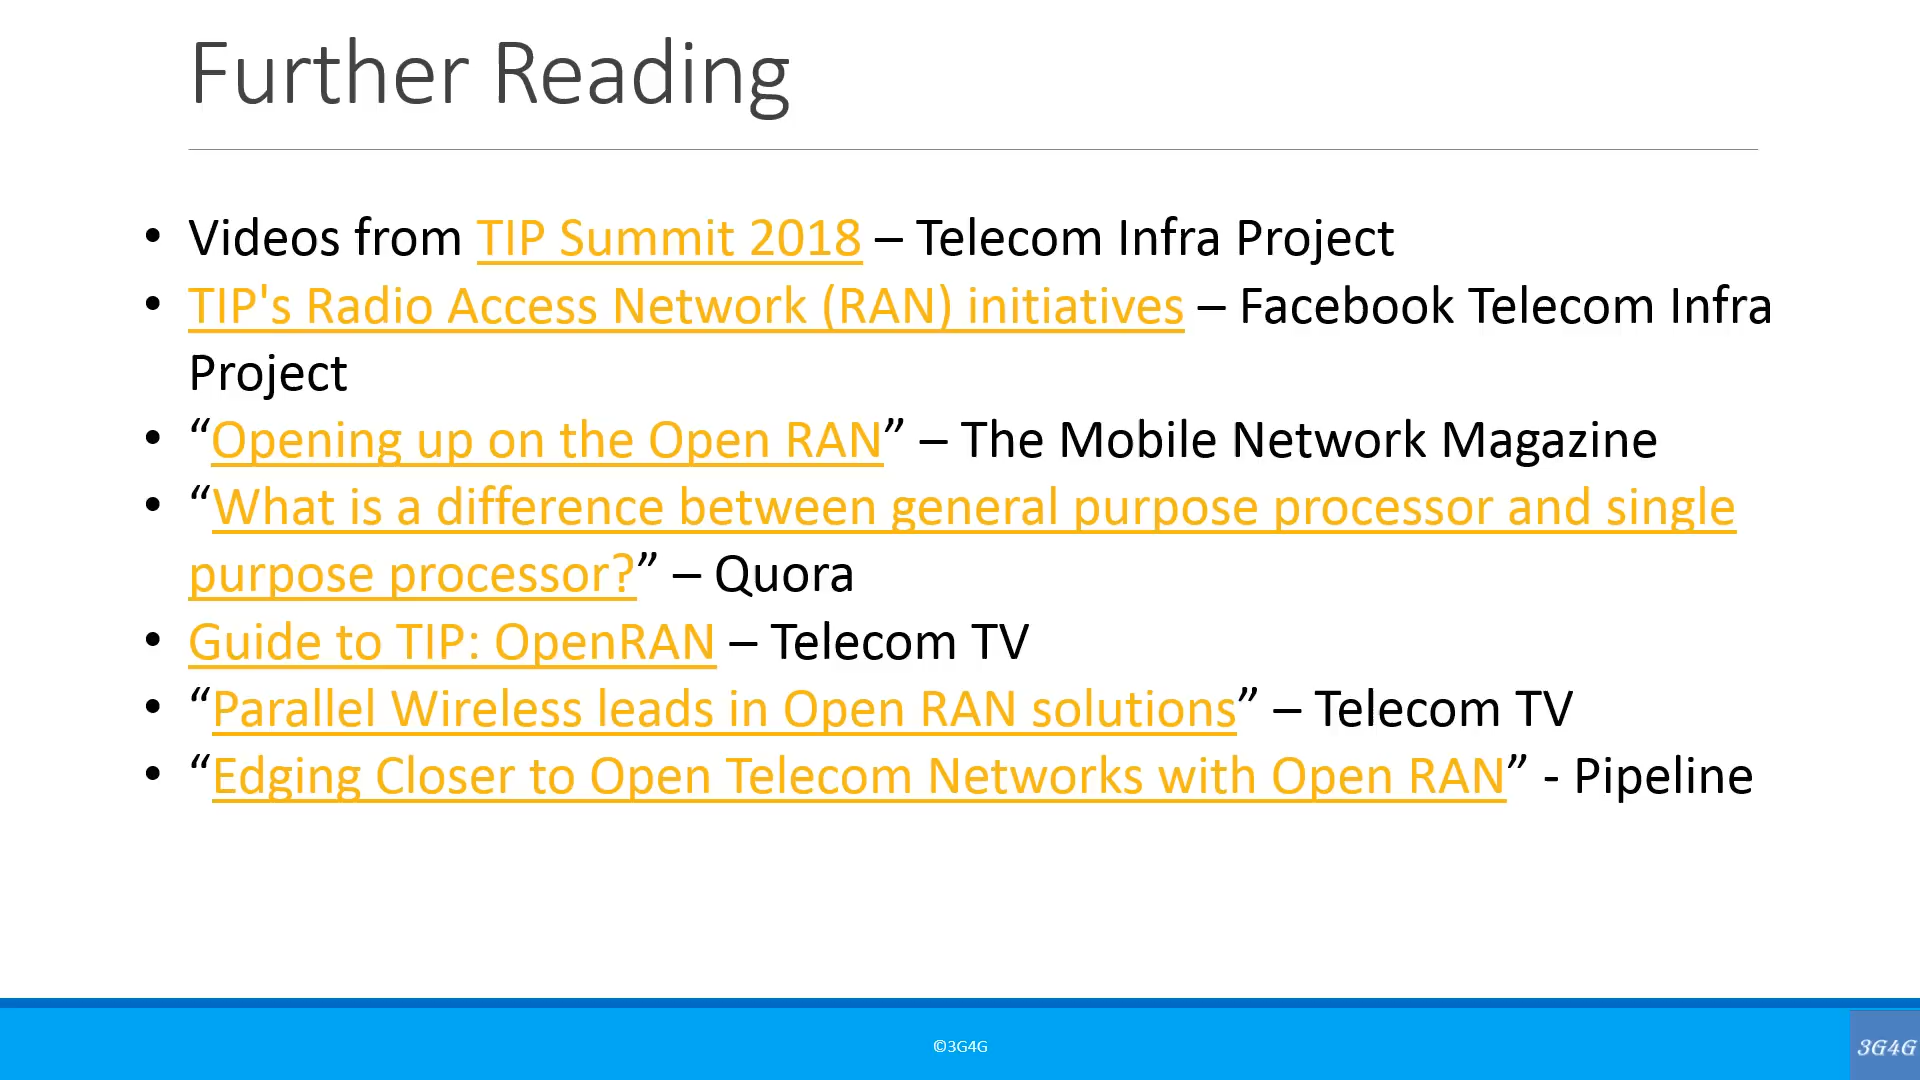 Further Reading
• Videos from TIP Summit 2018 – Telecom Infra Project
• TIP's Radio Access Network (RAN) initiatives – Facebook Telecom Infra
Project
• “Opening up on the Open RAN” – The Mobile Network Magazine
• “What is a difference between general purpose processor and single
purpose processor?” – Quora
• Guide to TIP: OpenRAN – Telecom TV
• “Parallel Wireless leads in Open RAN solutions” – Telecom TV
• “Edging Closer to Open Telecom Networks with Open RAN” - Pipeline
©3G4G
3G4G